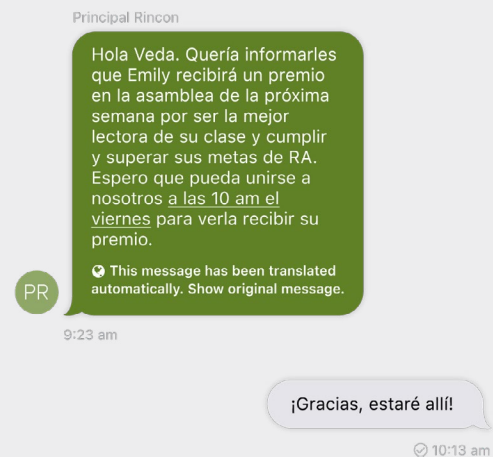 Principal Rincon
Hola Veda. Quería informarles
que Emily recibirá un premio
en la asamblea de la próxima
semana por ser la mejor
lectora de su clase y cumplir
y superar sus metas de RA.
Espero que pueda unirse a
nosotros a las 10 am el
viernes para verla recibir su
premio.
This message has been translated
automatically. Show original message.
PR
9:23 am
¡Gracias, estaré allí!
10:13 am